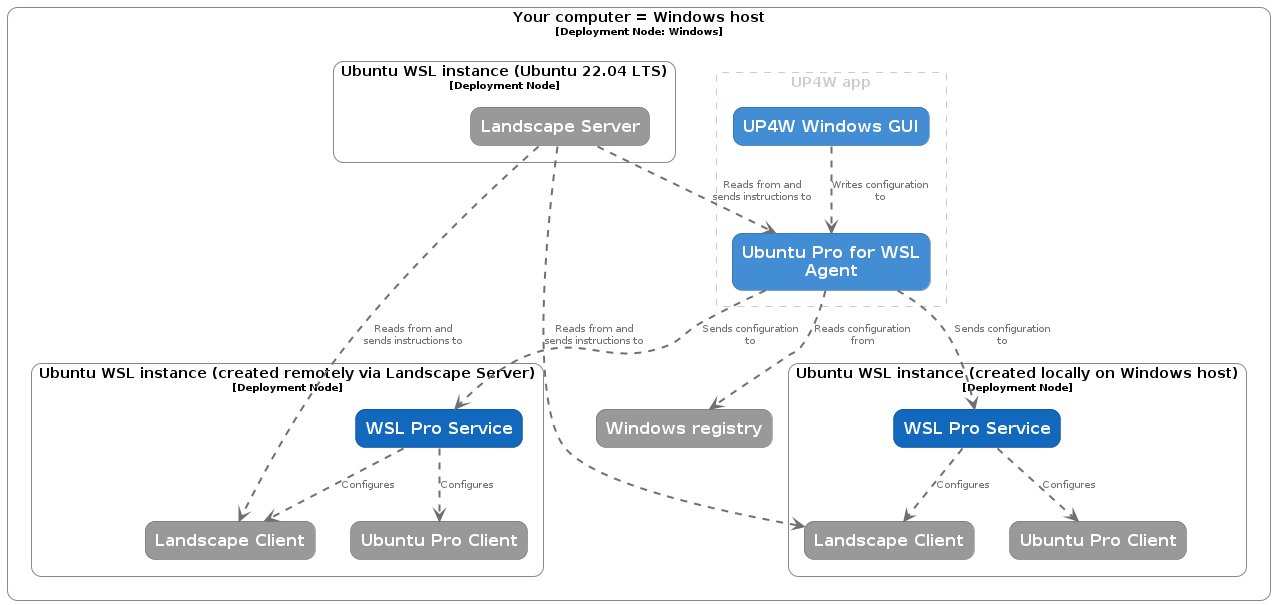 Your computer = Windows host
[Deployment Node: Windows]
Ubuntu WSL instance (Ubuntu 22.04 LTS)
[Deployment Node]
Landscape Server
UP4W app
UP4W Windows GUI
Reads from and
sends instructions to
Writes configuration
to
Ubuntu Pro for WSL
Agent
Reads from and
sends instructions to
Reads from and
sends instructions to
Sends configuration
to
Reads configuration
from
Sends configuration
to
Ubuntu WSL instance (created remotely via Landscape Server)
[Deployment Node]
WSL Pro Service
Configures
Configures
Landscape Client
Ubuntu Pro Client
Windows registry
Ubuntu WSL instance (created locally on Windows host)
[Deployment Node]
WSL Pro Service
Configures
Configures
Landscape Client
Ubuntu Pro Client